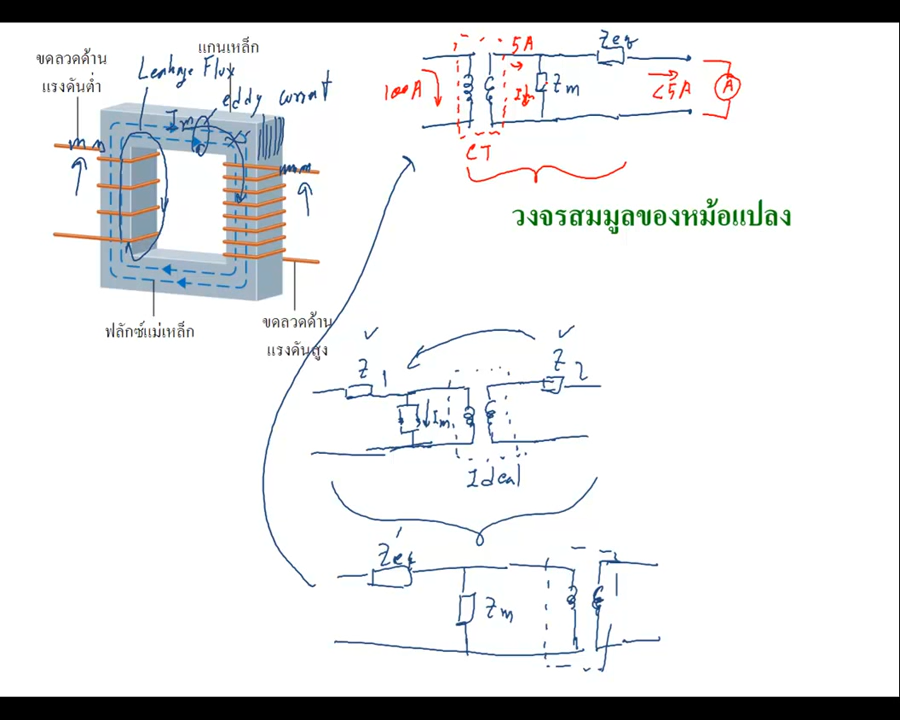 ขดลวดด้าน
แรงดันต่ำ
แกนเหล็ก
Leakage Flux
eddy current
Im
ฟลักซ์แม่เหล็ก
ขดลวดด้าน
แรงดันสูง
100A
5A
Zeq
Zm
<5A
A
CT
วงจรสมมูลของหม้อแปลง
Z1
Z2
Im
Ideal
Zeq
Zm